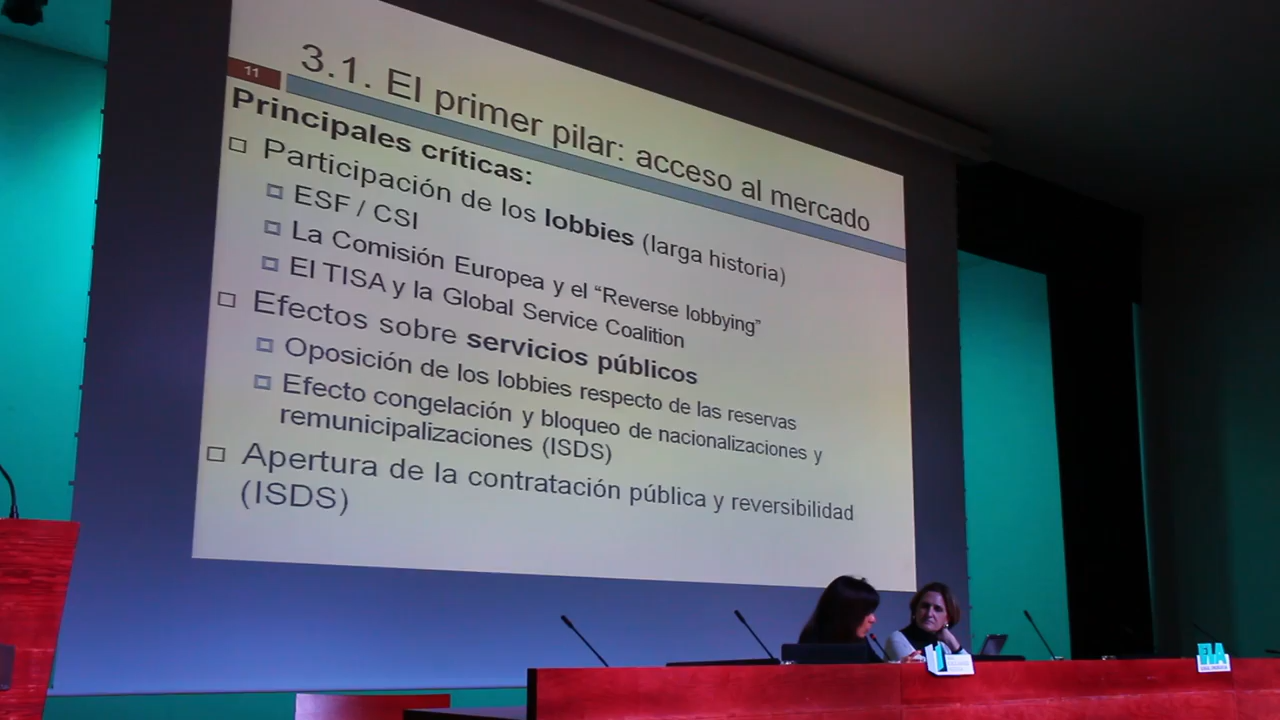 3.1. El primer pilar: acceso al mercado
11
Principales críticas:
Participación de los lobbies (larga historia)
ESF / CSI
La Comisión Europea y el “Reverse lobbying”
El TISA y la Global Service Coalition
Efectos sobre servicios públicos
Oposición de los lobbies respecto de las reservas
Efecto congelación y bloqueo de nacionalizaciones y
remunicipalizaciones (ISDS)
Apertura de la contratación pública y reversibilidad
(ISDS)